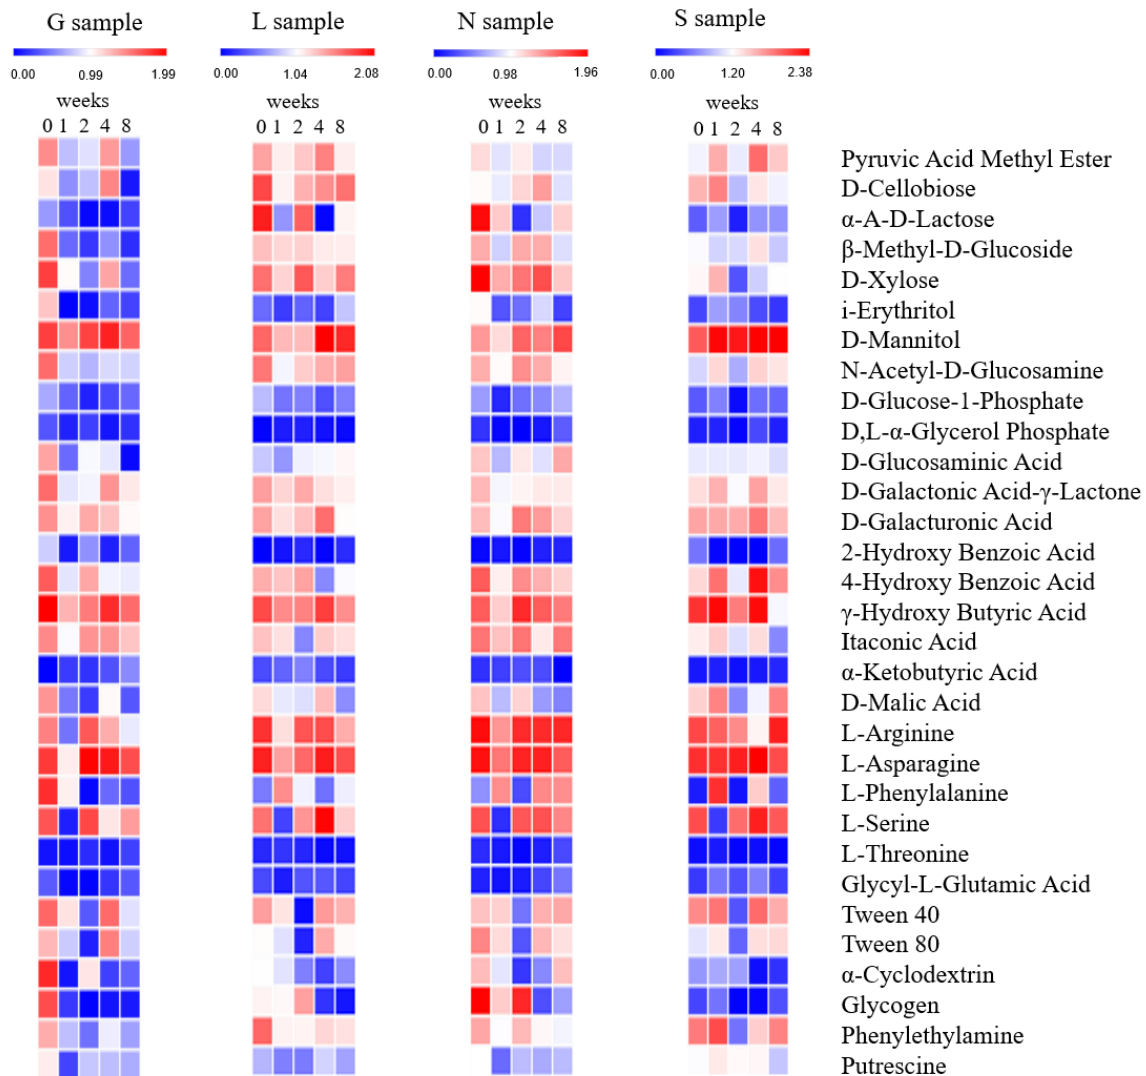 G sample L sample N sample S sample
0.00 0.99 1.99 0.00 1.04 2.08 0.00 0.98 1.96 0.00 1.20 2.38
weeks weeks weeks weeks
0 1 2 4 8 0 1 2 4 8 0 1 2 4 8 0 1 2 4 8
Pyruvic Acid Methyl Ester
D-Cellobiose
α-A-D-Lactose
β-Methyl-D-Glucoside
D-Xylose
i-Erythritol
D-Mannitol
N-Acetyl-D-Glucosamine
D-Glucose-1-Phosphate
D,L-α-Glycerol Phosphate
D-Glucosaminic Acid
D-Galactonic Acid-γ-Lactone
D-Galacturonic Acid
2-Hydroxy Benzoic Acid
4-Hydroxy Benzoic Acid
γ-Hydroxy Butyric Acid
Itaconic Acid
α-Ketobutyric Acid
D-Malic Acid
L-Arginine
L-Asparagine
L-Phenylalanine
L-Serine
L-Threonine
Glycyl-L-Glutamic Acid
Tween 40
Tween 80
α-Cyclodextrin
Glycogen
Phenylethylamine
Putrescine